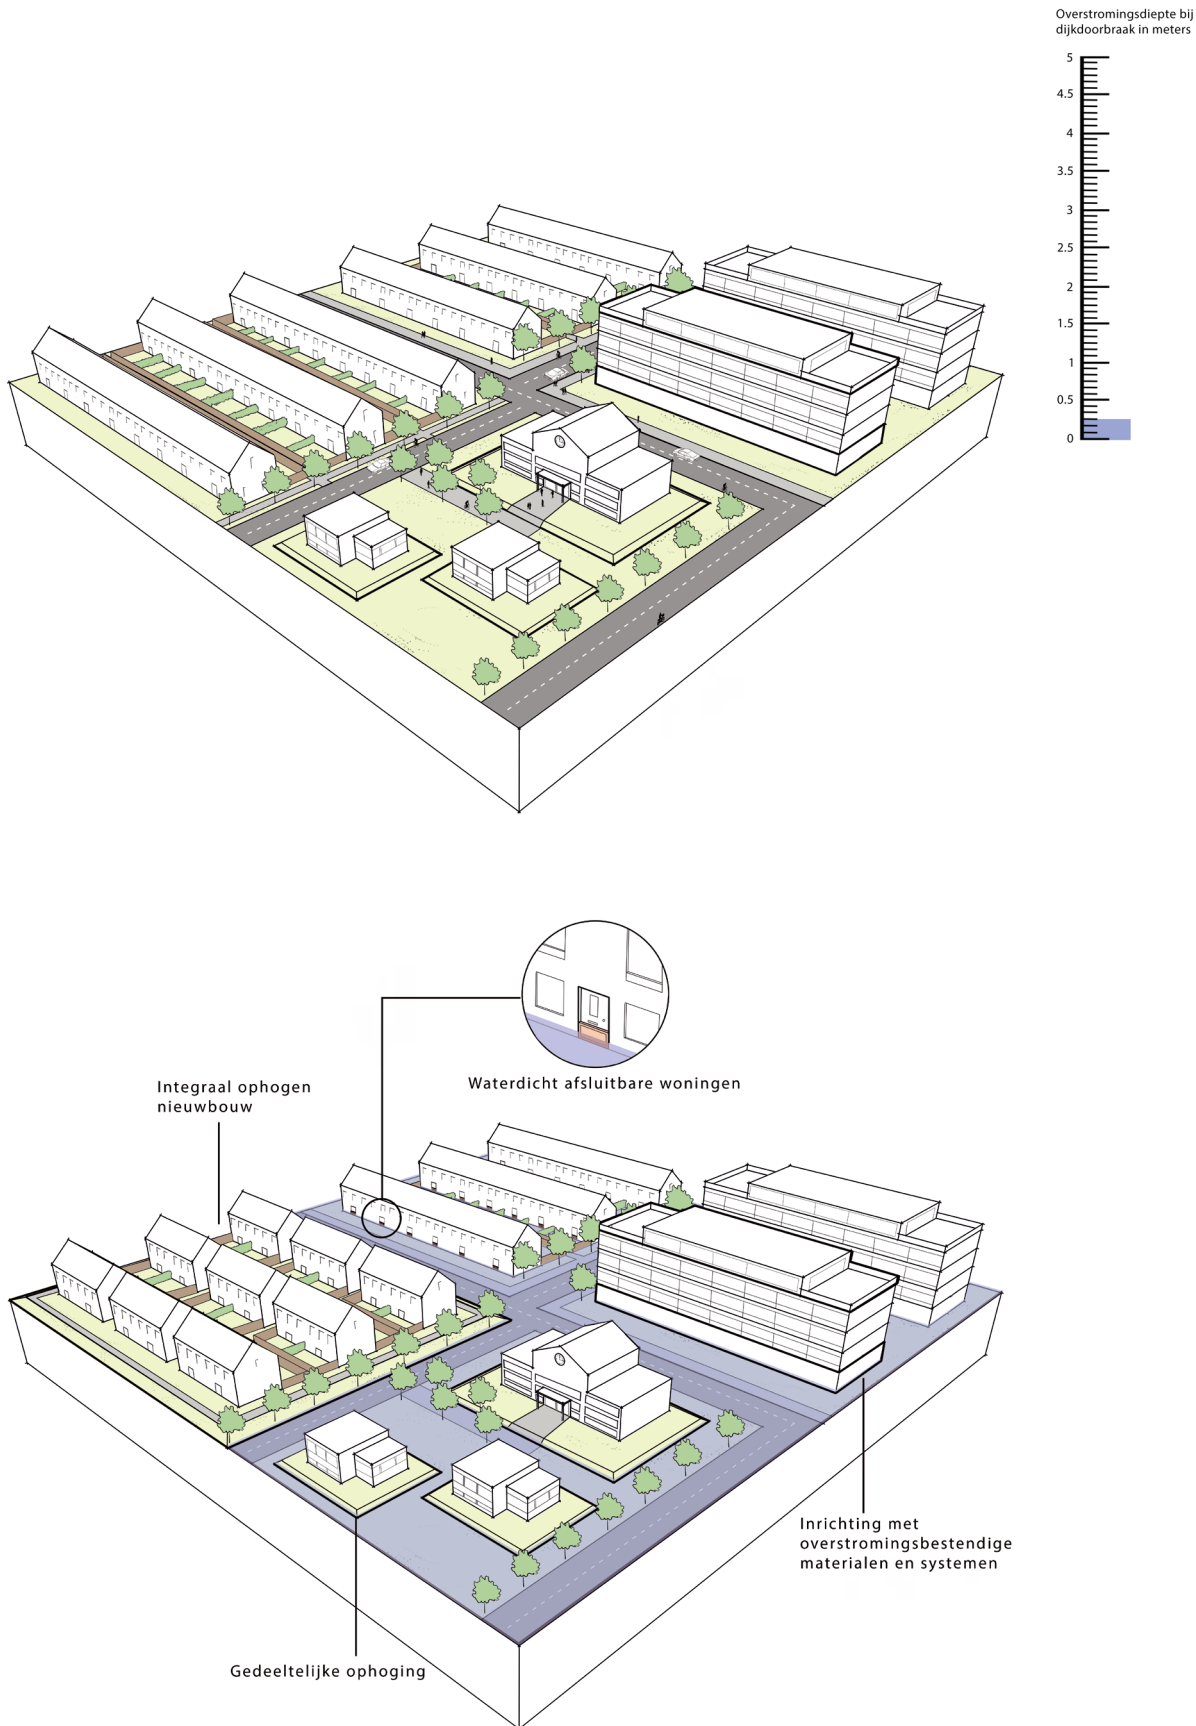 Overstromingsdiepte bij
dijkdoorbraak in meters
5
4.5
4
3.5
3
2.5
2
1.5
1
0.5
0
Waterdicht afsluitbare woningen
Integraal ophogen
nieuwbouw
Inrichting met
overstromingsbestendige
materialen en systemen
Gedeeltelijke ophoging